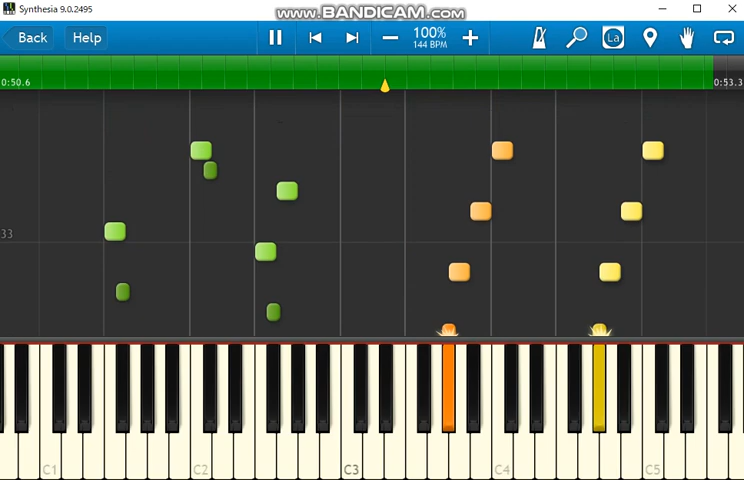 Synthesia 9.0.2495
www.BANDICAM.com
Back
Help
100%
144 BPM
La
0:50.6
0:53.3
33
C1
C2
C3
C4
C5